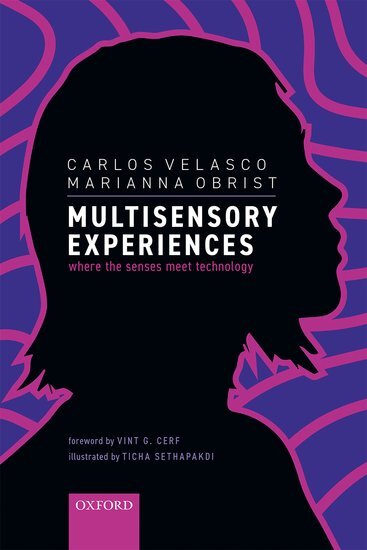 CARLOS VELASCO
MARIANNA OBRIST
MULTISENSORY
EXPERIENCES
where the senses meet technology
foreword by VINT G. CERF
illustrated by TICHA SETHAPAKDI
OXFORD